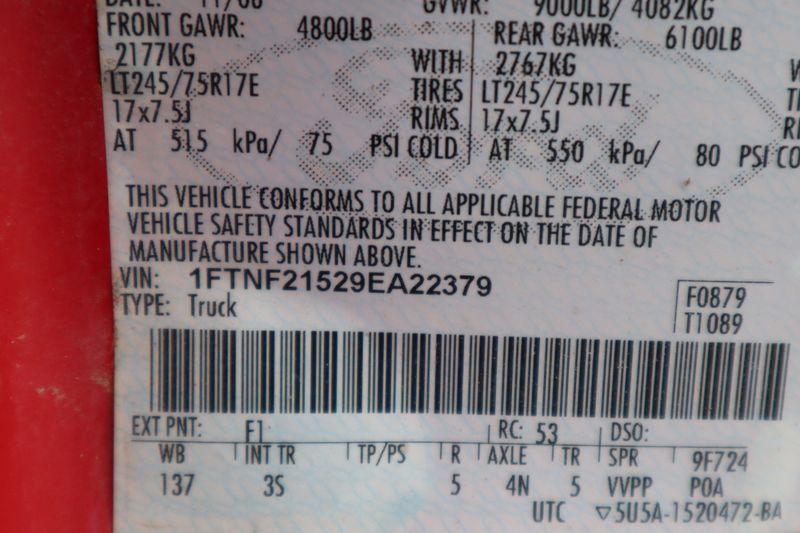 DATE: 11/08 GVWR: 9000LB/ 4082KG
FRONT GAWR: 4800LB REAR GAWR: 6100LB
2177KG WITH 2767KG
LT245/75R17E TIRES LT245/75R17E
17x7.5J RIMS 17x7.5J
AT 515 kPa/ 75 PSI COLD AT 550 kPa/ 80 PSI CO
THIS VEHICLE CONFORMS TO ALL APPLICABLE FEDERAL MOTOR
VEHICLE SAFETY STANDARDS IN EFFECT ON THE DATE OF
MANUFACTURE SHOWN ABOVE.
VIN: 1FTNF21529EA22379
TYPE: Truck
F0879
T1089
EXT PNT: F1 RC: 53 DSO:
WB INT TR TP/PS R AXLE TR SPR 9F724
137 3S 5 4N 5 VVPP POA
UTC ▽5U5A-1520472-BA